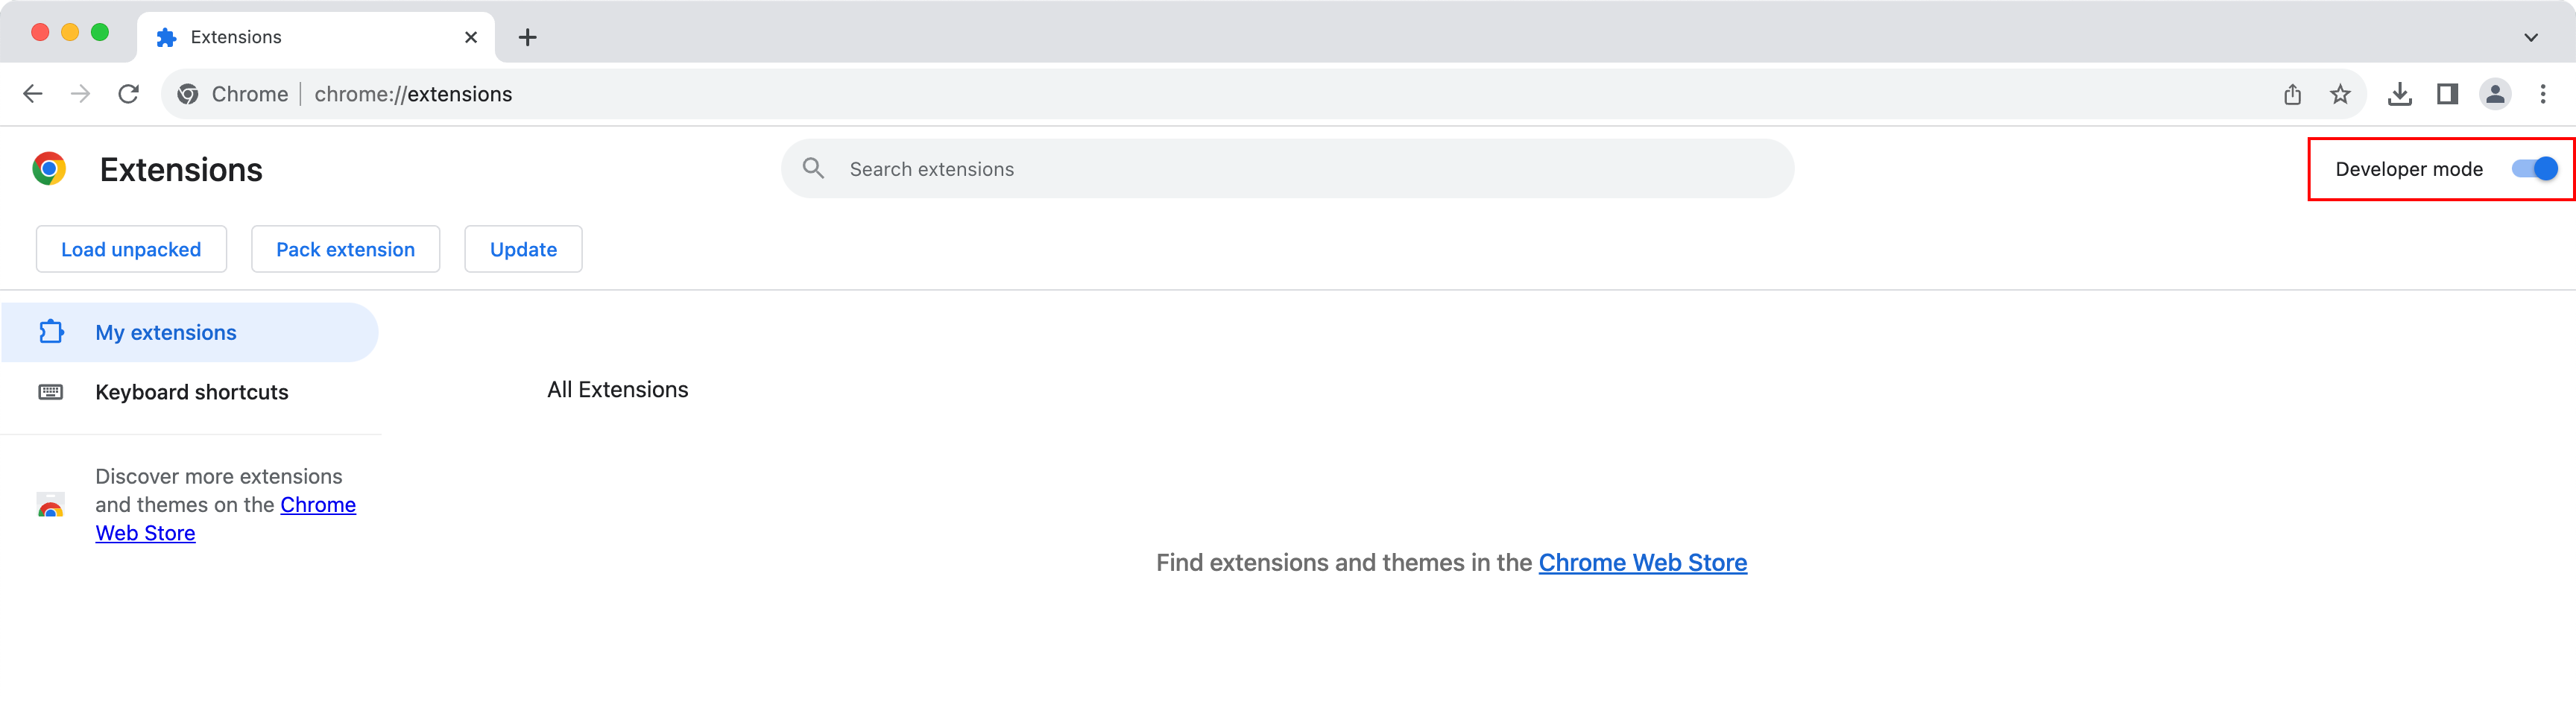 Extensions
Chrome | chrome://extensions
Extensions
Search extensions
Developer mode
Load unpacked
Pack extension
Update
My extensions
Keyboard shortcuts
All Extensions
Discover more extensions
and themes on the Chrome
Web Store
Find extensions and themes in the Chrome Web Store